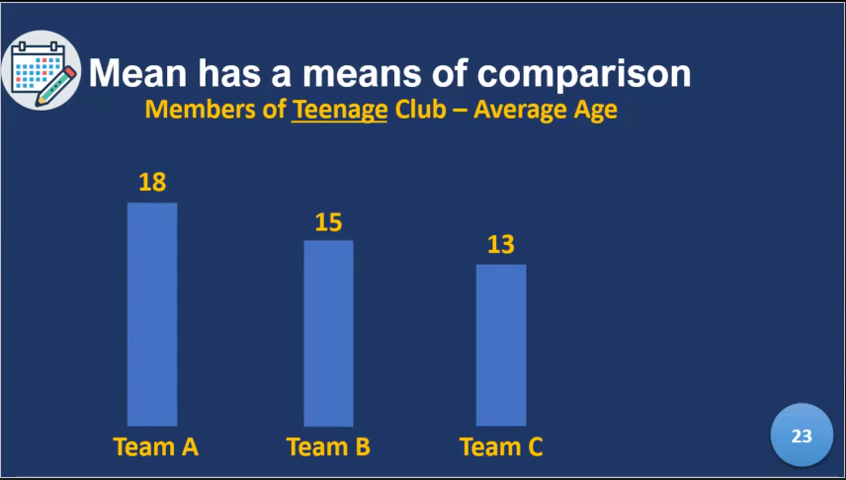 Mean has a means of comparison
Members of Teenage Club – Average Age
18
15
13
Team A
Team B
Team C
23